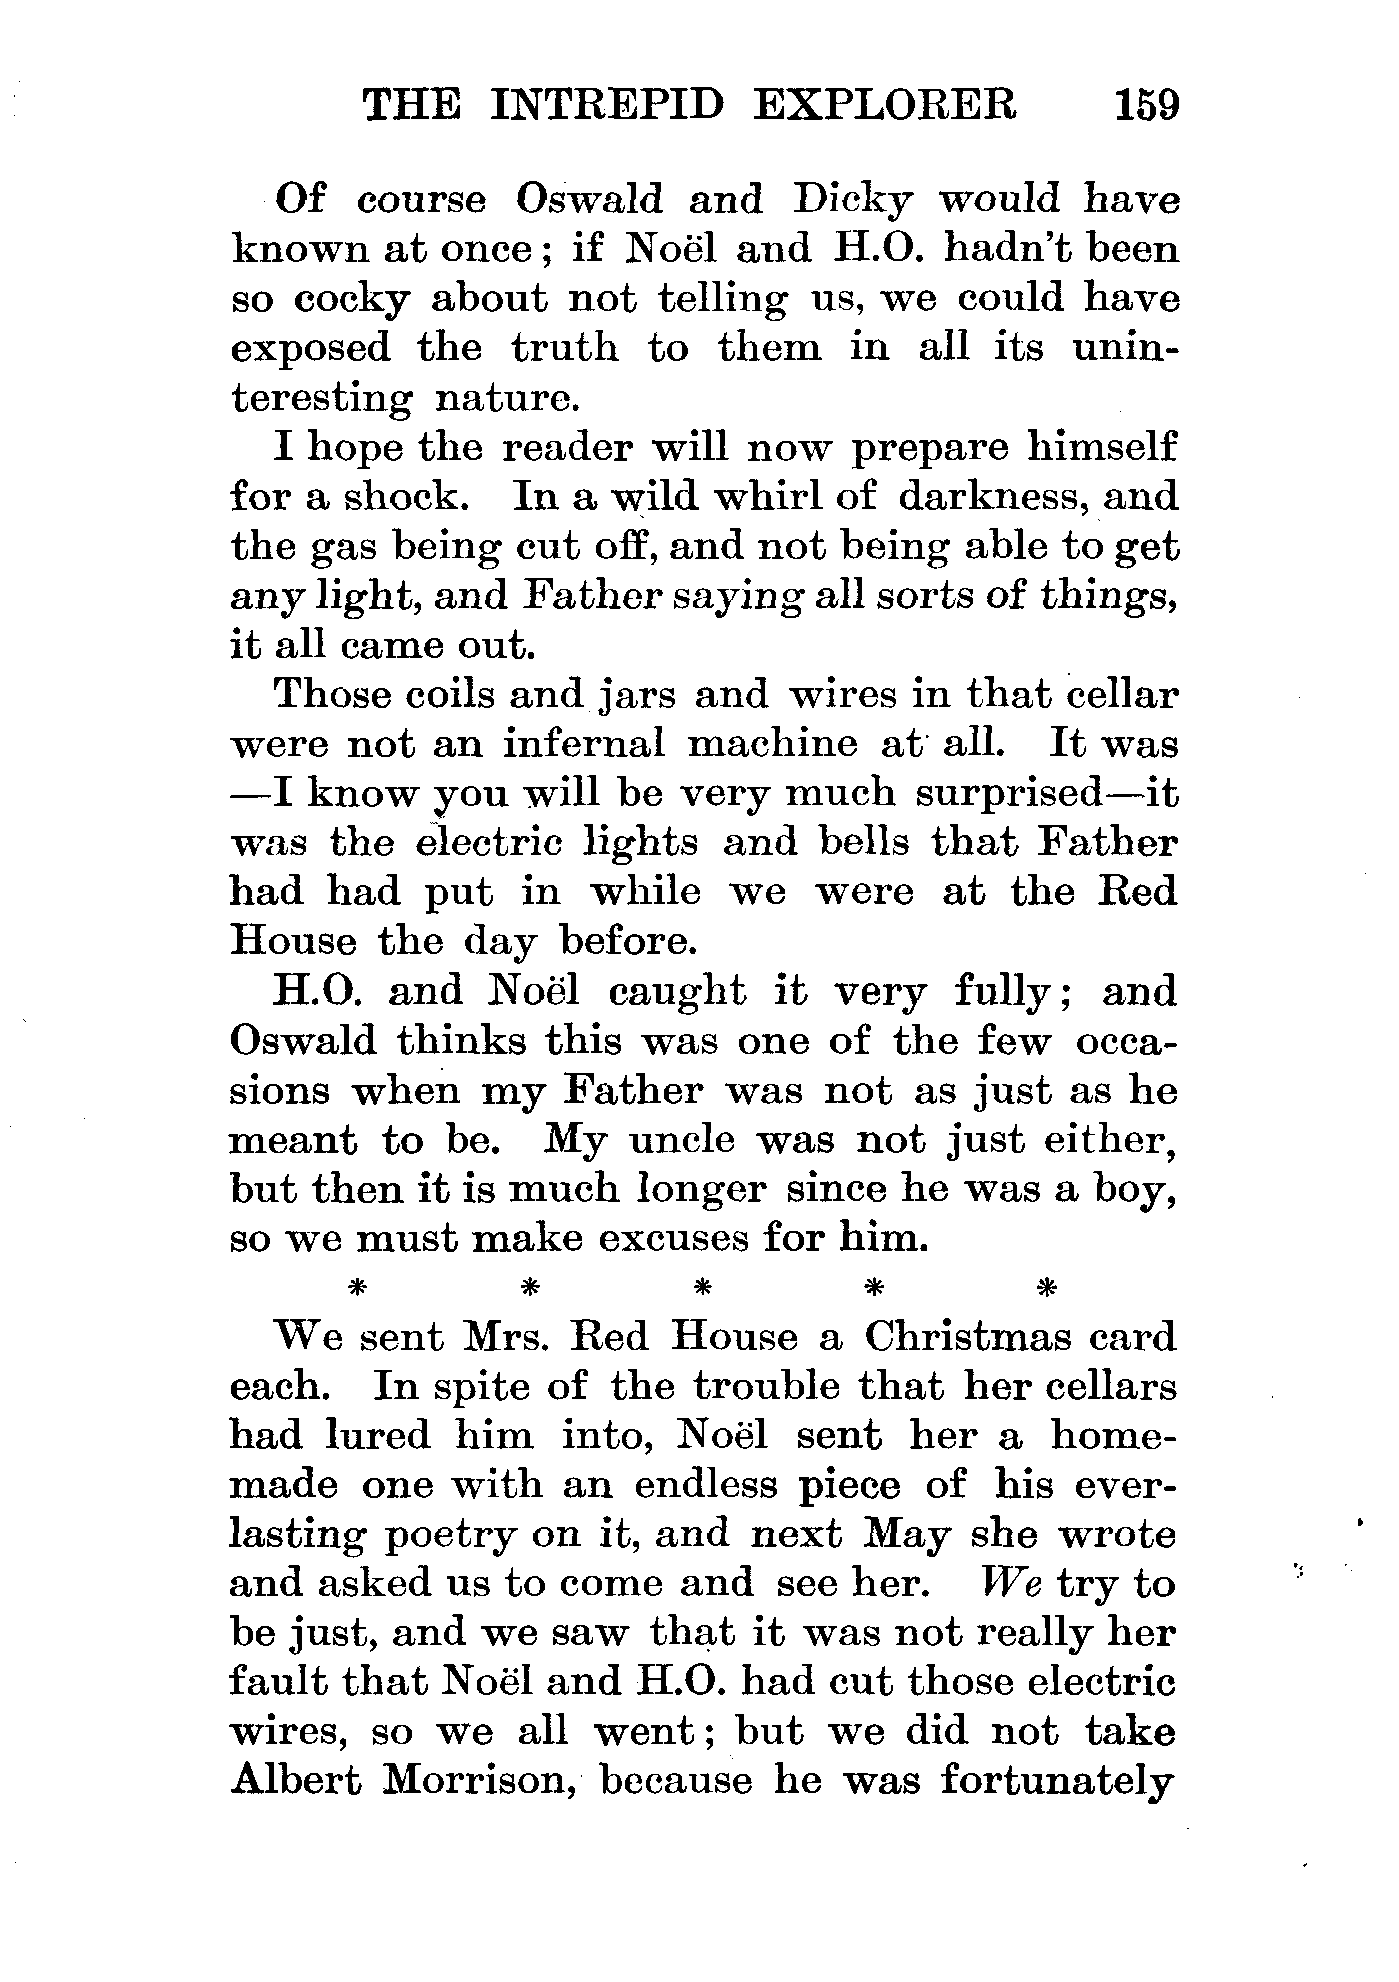 THE INTREPID EXPLORER 159
Of course Oswald and Dicky would have
known at once; if Noël and H.O. hadn't been
so cocky about not telling us, we could have
exposed the truth to them in all its unin-
teresting nature.
I hope the reader will now prepare himself
for a shock. In a wild whirl of darkness, and
the gas being cut off, and not being able to get
any light, and Father saying all sorts of things,
it all came out.
Those coils and jars and wires in that cellar
were not an infernal machine at all. It was
—I know you will be very much surprised—it
was the electric lights and bells that Father
had had put in while we were at the Red
House the day before.
H.O. and Noël caught it very fully; and
Oswald thinks this was one of the few occa-
sions when my Father was not as just as he
meant to be. My uncle was not just either,
but then it is much longer since he was a boy,
so we must make excuses for him.
* * * * *
We sent Mrs. Red House a Christmas card
each. In spite of the trouble that her cellars
had lured him into, Noël sent her a home-
made one with an endless piece of his ever-
lasting poetry on it, and next May she wrote
and asked us to come and see her. We try to
be just, and we saw that it was not really her
fault that Noël and H.O. had cut those electric
wires, so we all went; but we did not take
Albert Morrison, because he was fortunately